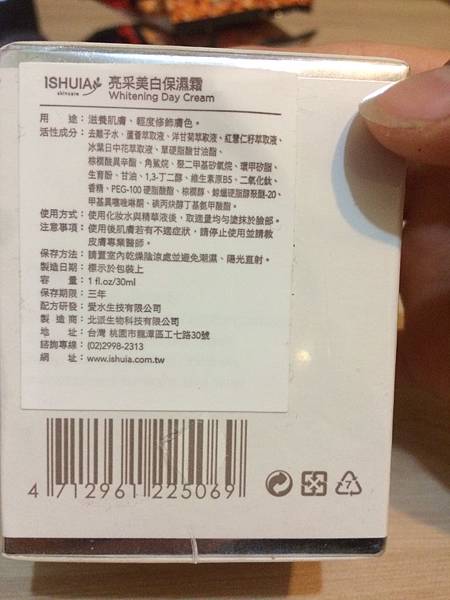 ISHUIA 亮采美白保濕霜
skincare Whitening Day Cream
用　途：滋養肌膚、輕度修飾膚色。
活性成分：去離子水，蘆薈萃取液、洋甘菊萃取液、紅薏仁籽萃取液、
冰葉日中花萃取液、單硬脂酸甘油酯、
棕櫚酸異辛酯、角鯊烷、聚二甲基矽氧烷、環甲矽脂、
生育酚、甘油、1,3-丁二醇、維生素原B5、二氧化鈦、
香精、PEG-100 硬脂酸酯、棕櫚醇、鯨蠟硬脂醇聚醚-20、
甲基異噻唑啉酮、碘丙炔醇丁基氨甲酸酯。
使用方式：使用化妝水與精華液後，取適量均勻塗抹於臉部。
注意事項：使用後肌膚若有不適症狀，請停止使用並請教
皮膚專業醫師。
保存方法：請置室內乾燥陰涼處並避免潮濕、陽光直射。
製造日期：標示於包裝上
容　量：1 fl.oz/30ml
保存期限：三年
配方研發：愛水生技有限公司
製 造 商：北派生物科技有限公司
地　址：台灣 桃園市龍潭區工七路30號
諮詢專線：(02)2998-2313
網　址：www.ishuia.com.tw
4 712961 225069
7